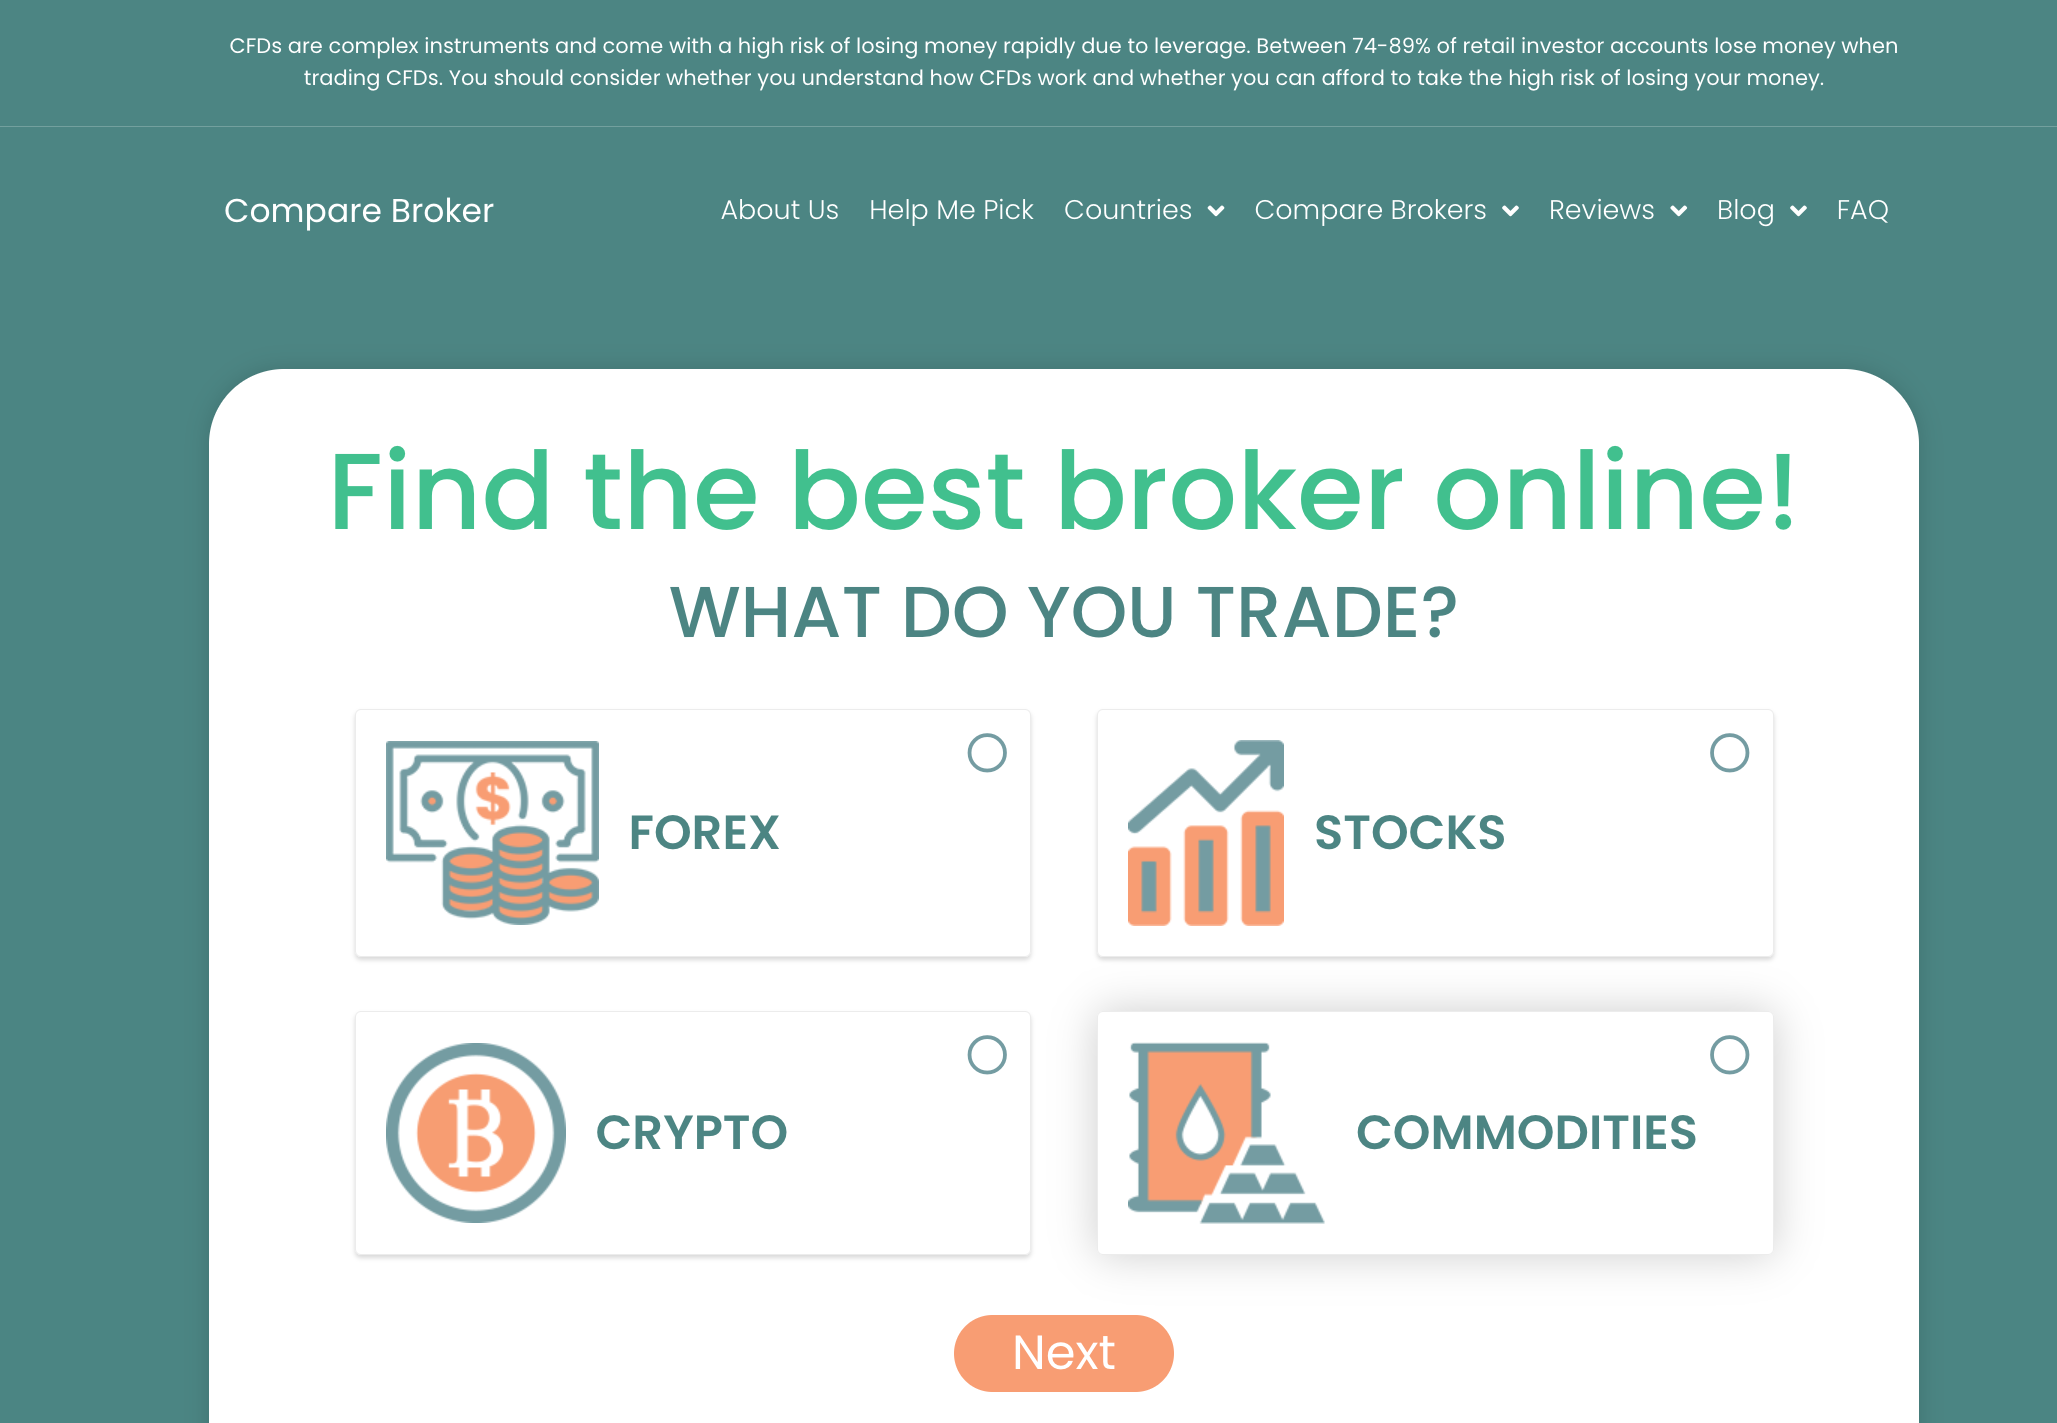 CFDs are complex instruments and come with a high risk of losing money rapidly due to leverage. Between 74-89% of retail investor accounts lose money when
trading CFDs. You should consider whether you understand how CFDs work and whether you can afford to take the high risk of losing your money.
Compare Broker
About Us Help Me Pick Countries Compare Brokers Reviews Blog FAQ
Find the best broker online!
WHAT DO YOU TRADE?
$
FOREX
STOCKS
CRYPTO
COMMODITIES
Next